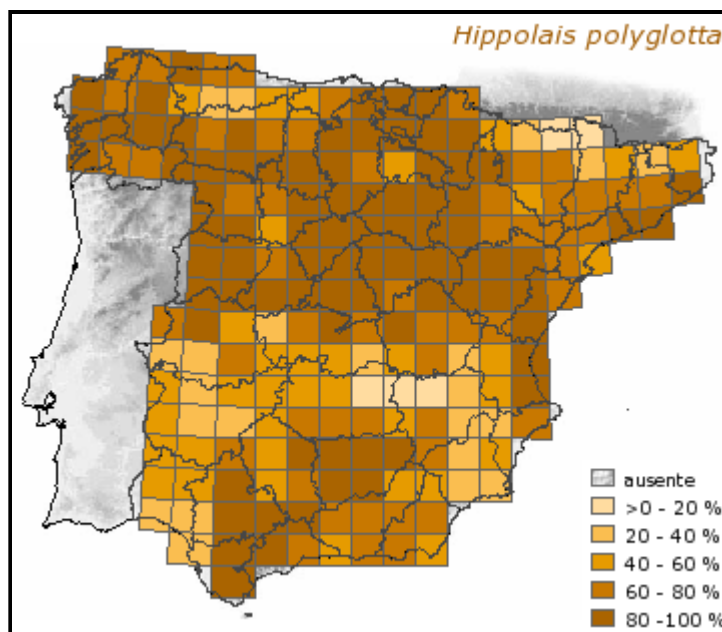 Hippolais polyglotta
ausente
>0 - 20 %
20 - 40 %
40 - 60 %
60 - 80 %
80 -100 %